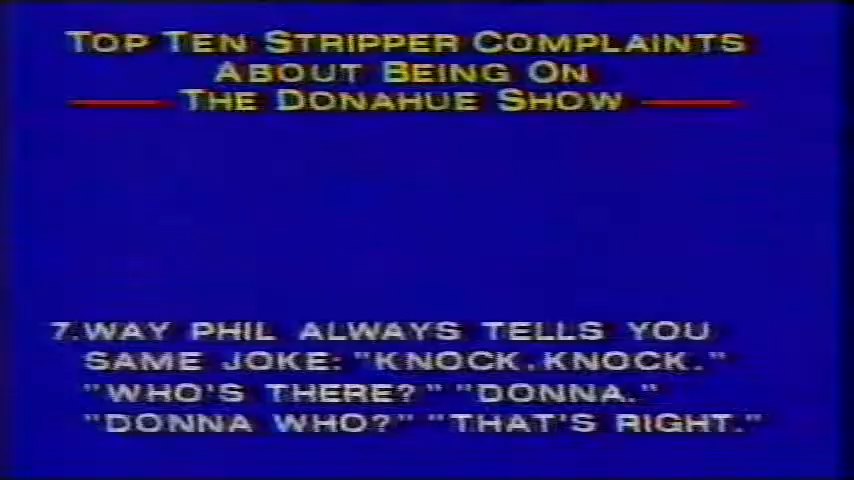 TOP TEN STRIPPER COMPLAINTS
ABOUT BEING ON
THE DONAHUE SHOW
7. WAY PHIL ALWAYS TELLS YOU
SAME JOKE: "KNOCK, KNOCK."
"WHO'S THERE?" "DONNA."
"DONNA WHO?" "THAT'S RIGHT."